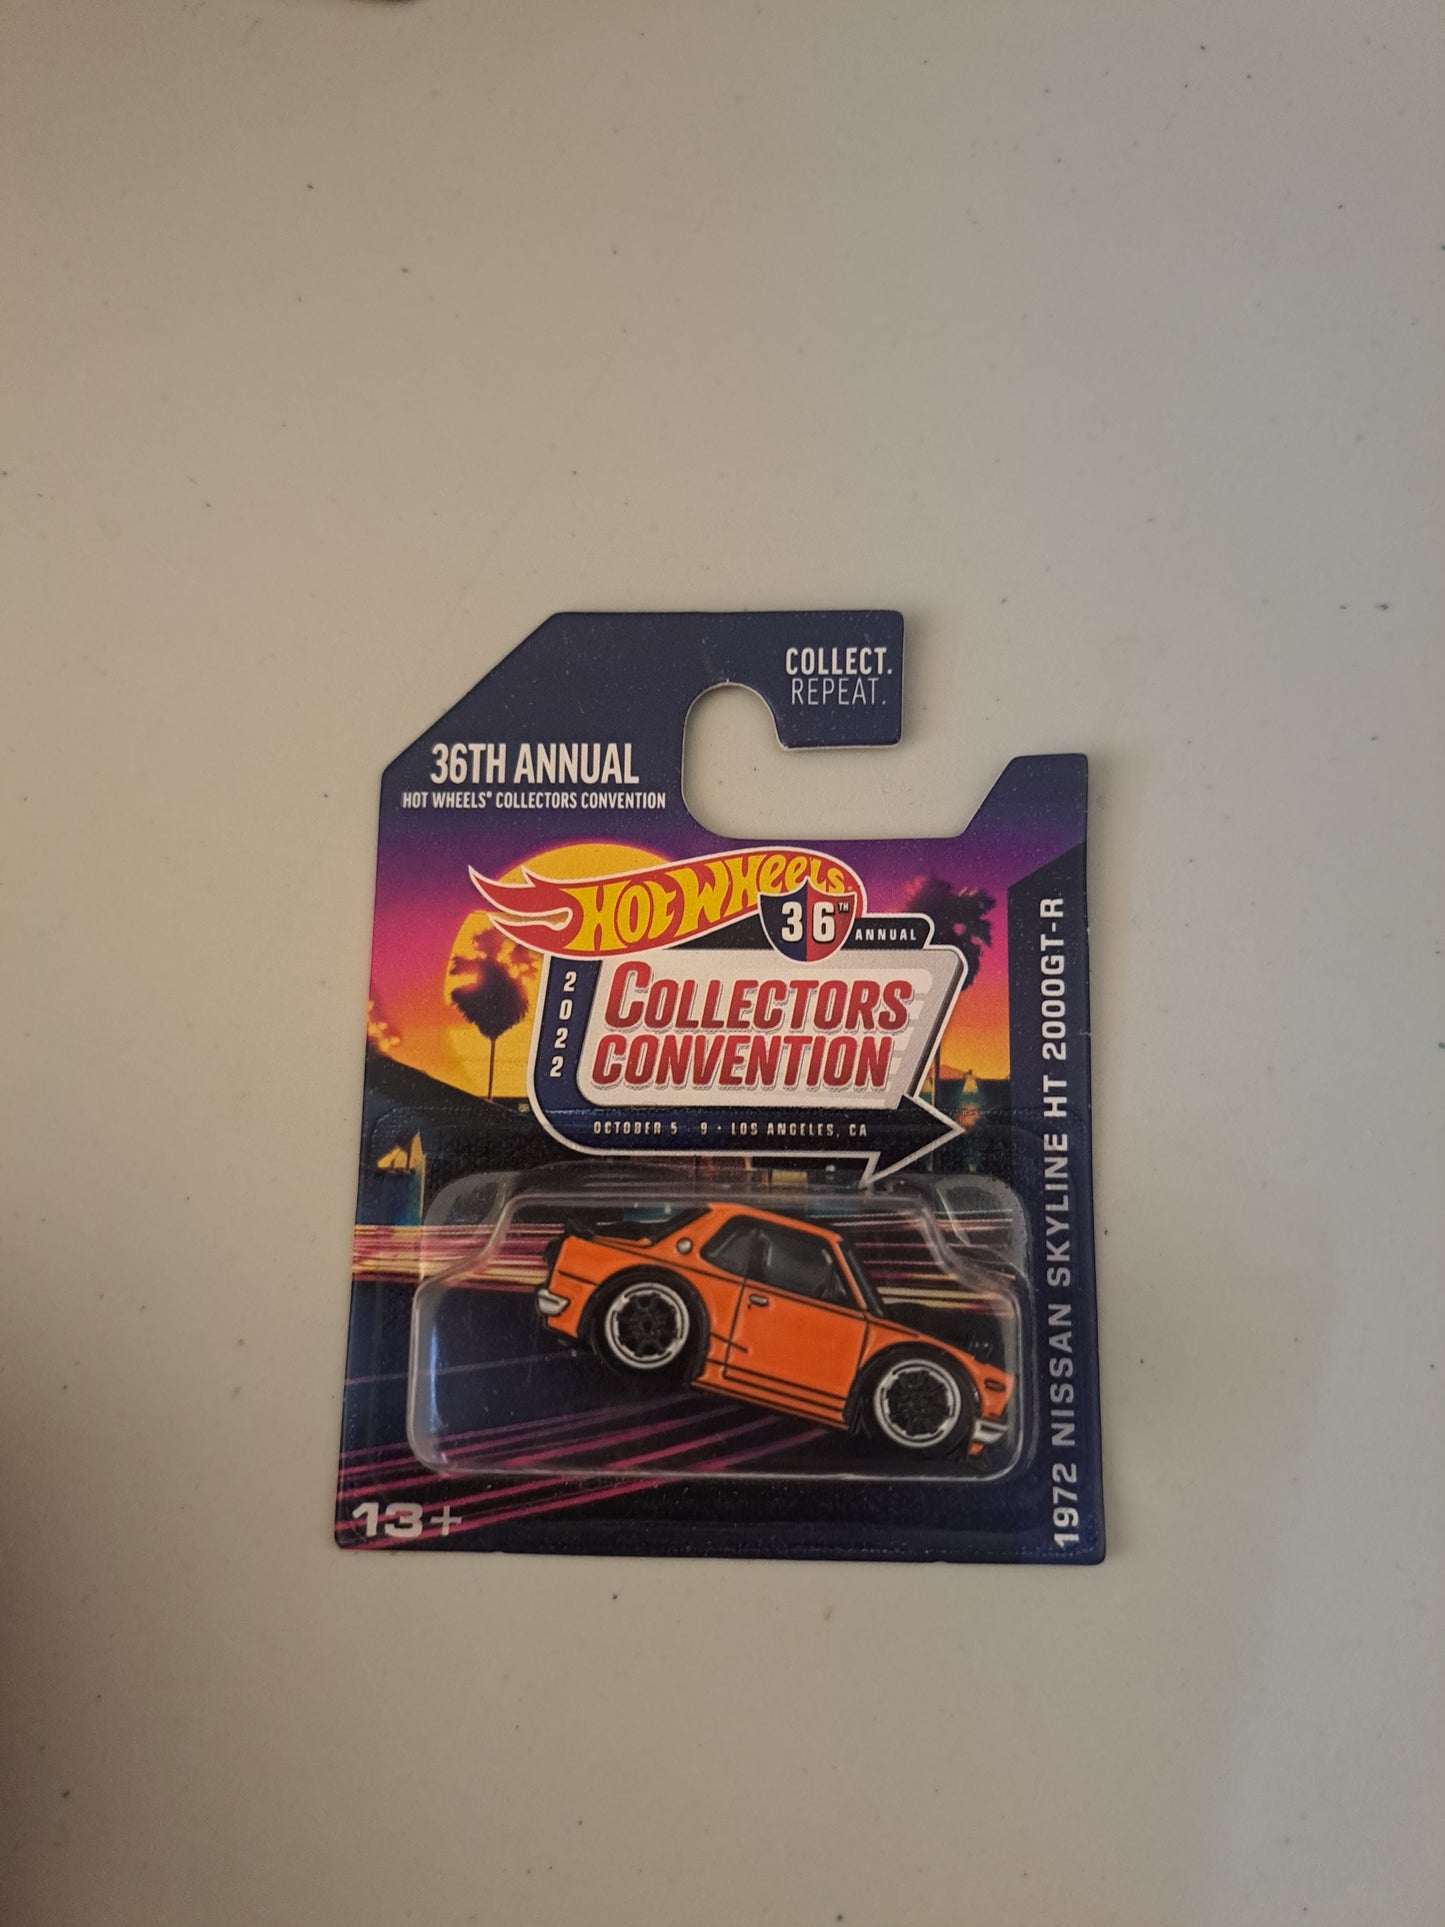 COLLECT.
REPEAT.
36TH ANNUAL
HOT WHEELS® COLLECTORS CONVENTION
HOT WHEELS
36TH
ANNUAL
2022
COLLECTORS
CONVENTION
OCTOBER 5 - 9 • LOS ANGELES, CA
1972 NISSAN SKYLINE HT 2000GT-R
13+